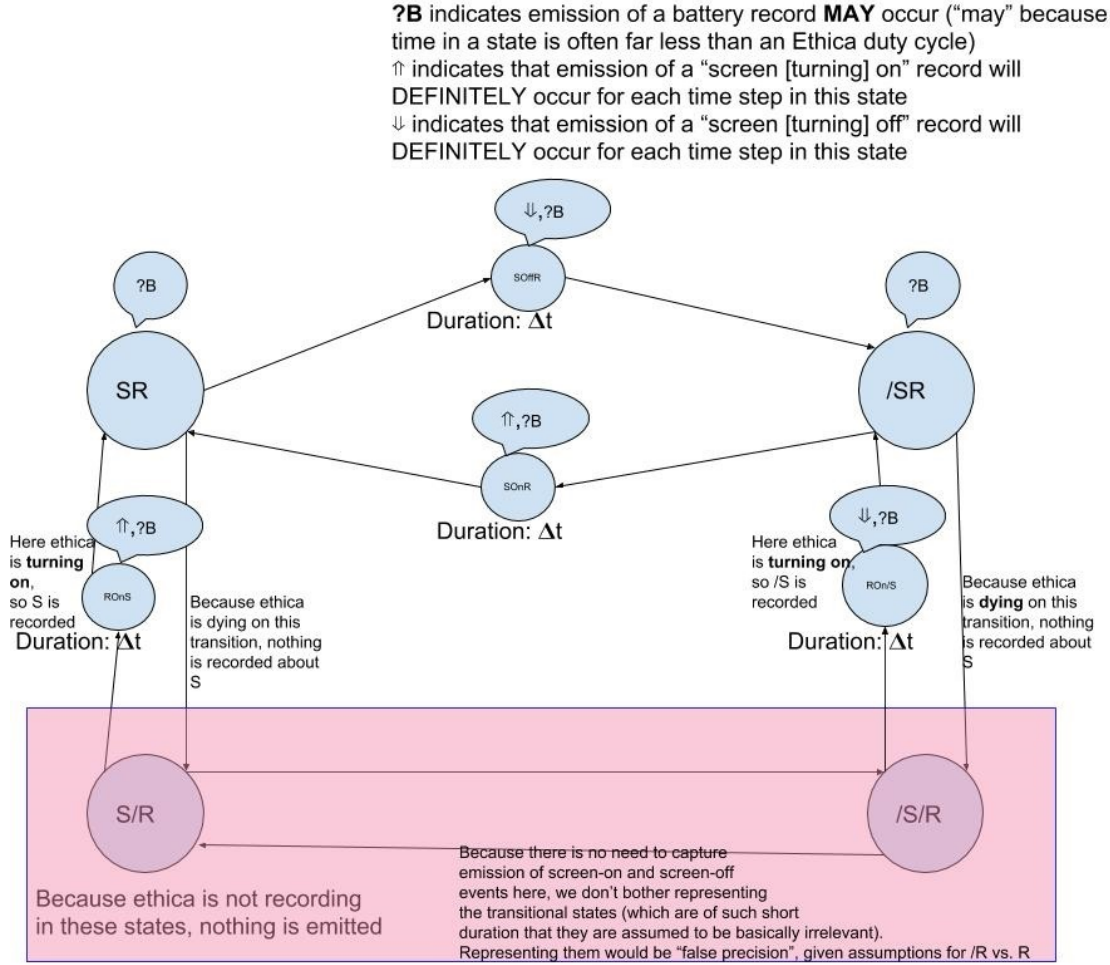 ?B indicates emission of a battery record MAY occur (“may” because
time in a state is often far less than an Ethica duty cycle)
⇑ indicates that emission of a “screen [turning] on” record will
DEFINITELY occur for each time step in this state
⇓ indicates that emission of a “screen [turning] off” record will
DEFINITELY occur for each time step in this state
⇓,?B
SOffR
Duration: Δt
?B
SR
?B
/SR
⇑,?B
SOnR
Duration: Δt
⇑,?B
Here ethica
is turning
on,
so S is
recorded
ROnS
Duration: Δt
Because ethica
is dying on this
transition, nothing
is recorded about
S
⇓,?B
Here ethica
is turning on,
so /S is
recorded
ROn/S
Duration: Δt
Because ethica
is dying on this
transition, nothing
is recorded about
S
S/R
/S/R
Because ethica is not recording
in these states, nothing is emitted
Because there is no need to capture
emission of screen-on and screen-off
events here, we don’t bother representing
the transitional states (which are of such short
duration that they are assumed to be basically irrelevant).
Representing them would be “false precision”, given assumptions for /R vs. R